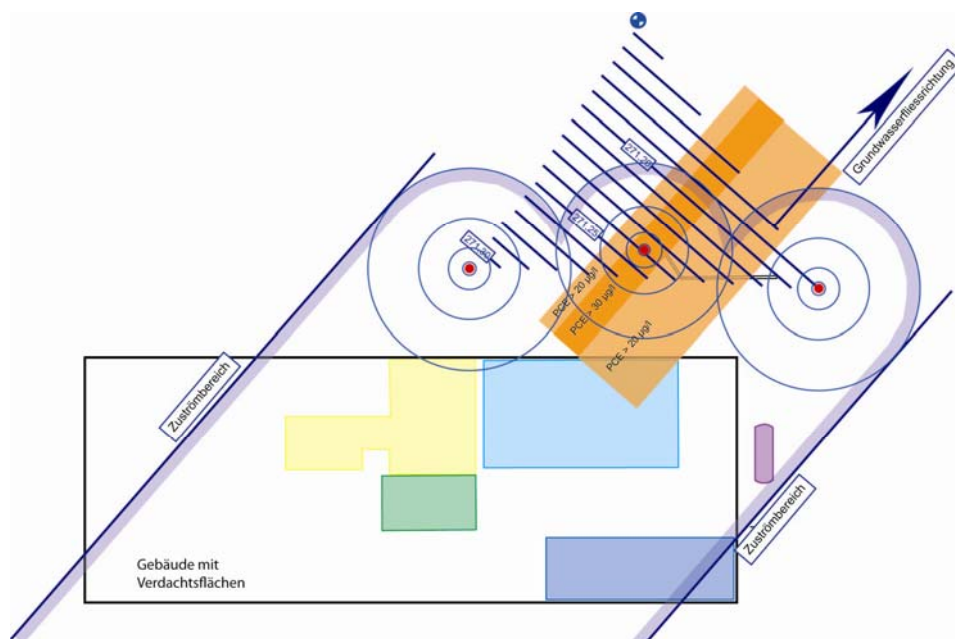 Grundwasserfliessrichtung
271,20
271,25
271,30
PCE > 20 µg/l
PCE > 30 µg/l
PCE > 20 µg/l
Zuströmbereich
Zuströmbereich
Gebäude mit
Verdachtsflächen